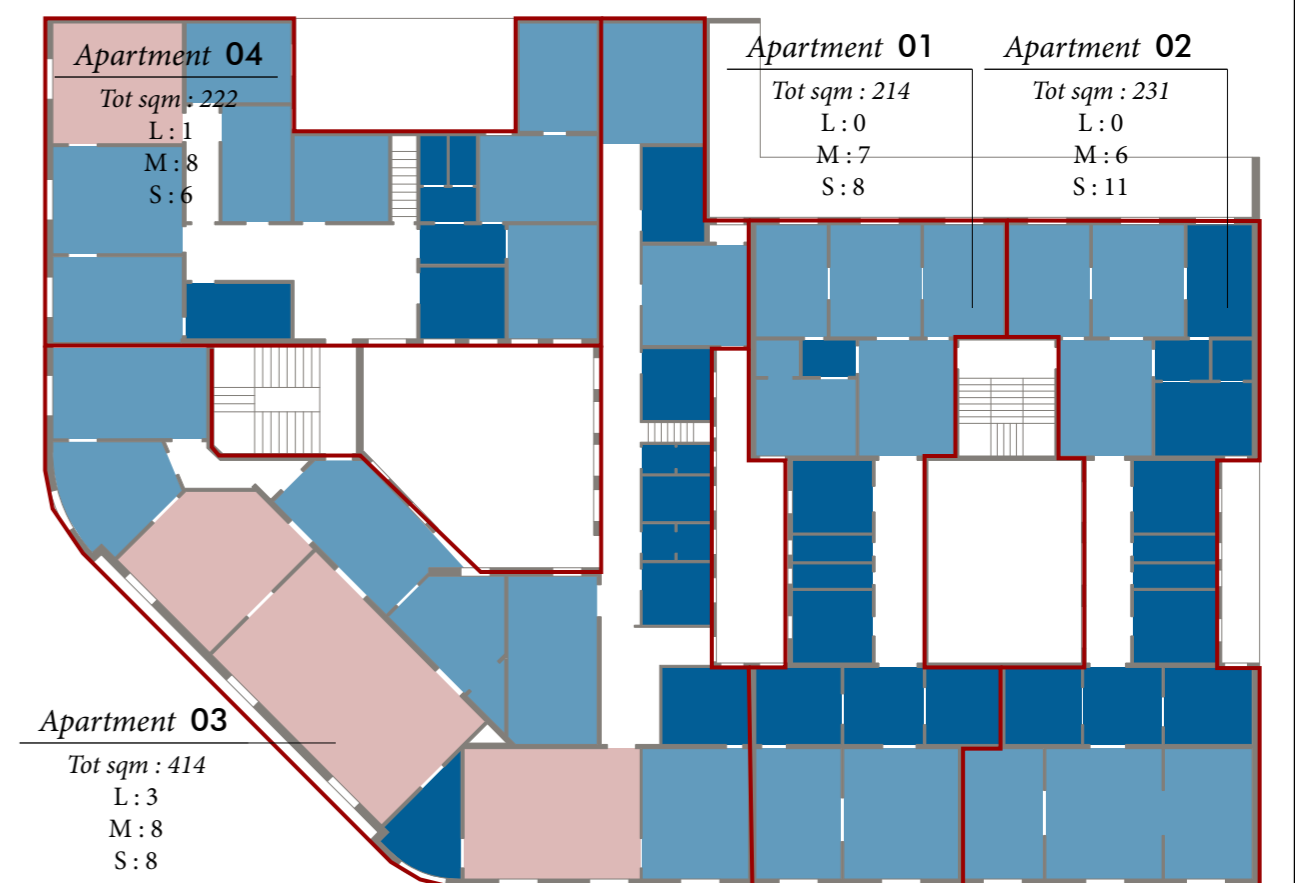 Apartment 04
Tot sqm : 222
L : 1
M : 8
S : 6
Apartment 01
Tot sqm : 214
L : 0
M : 7
S : 8
Apartment 02
Tot sqm : 231
L : 0
M : 6
S : 11
Apartment 03
Tot sqm : 414
L : 3
M : 8
S : 8